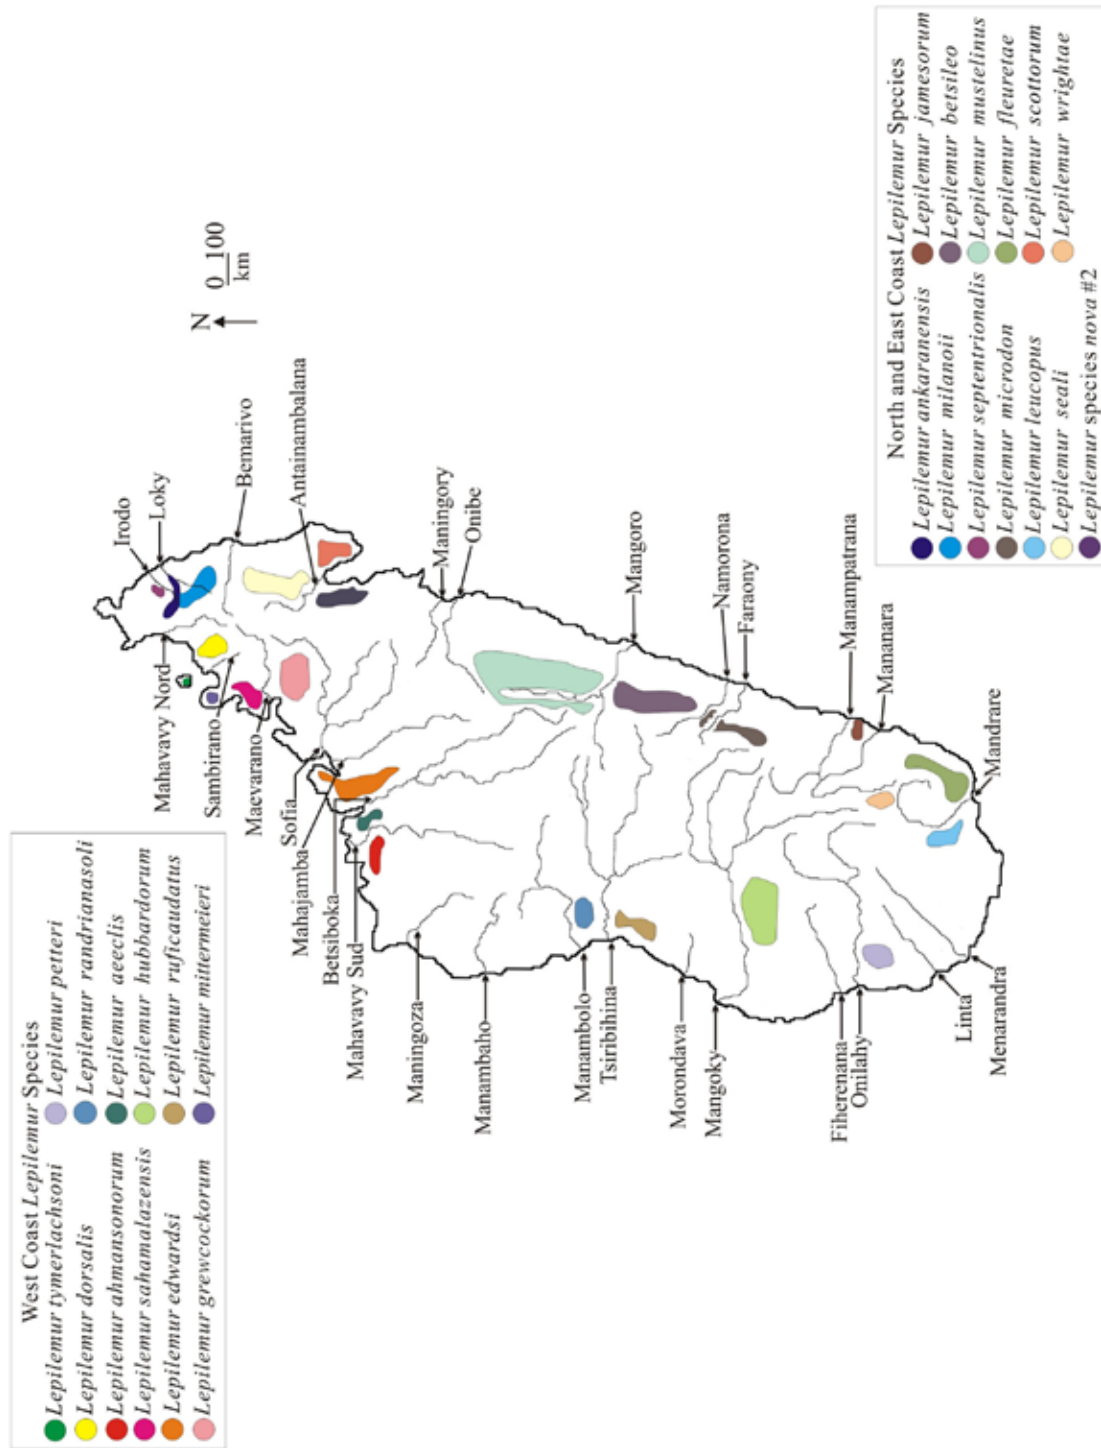 West Coast Lepilemur Species
Lepilemur tymerlachsoni
Lepilemur petteri
Lepilemur dorsalis
Lepilemur randrianasoli
Lepilemur ahmansonorum
Lepilemur aeeclis
Lepilemur sahamalazensis
Lepilemur hubbardorum
Lepilemur edwardsi
Lepilemur ruficaudatus
Lepilemur grewcockorum
Lepilemur mittermeieri
N
0 100
km
Irodo
Loky
Bemarivo
Antainambalana
Maningory
Onibe
Mangoro
Namorona
Faraony
Manampatrana
Mananara
Mandrare
Mahavavy Nord
Sambirano
Maevarano
Sofia
Mahajamba
Betsiboka
Mahavavy Sud
Maningoza
Manambaho
Manambolo
Tsiribihina
Morondava
Mangoky
Fiherenana
Onilahy
Linta
Menarandra
North and East Coast Lepilemur Species
Lepilemur ankaranensis
Lepilemur jamesorum
Lepilemur milanoii
Lepilemur betsileo
Lepilemur septentrionalis
Lepilemur mustelinus
Lepilemur microdon
Lepilemur fleuretae
Lepilemur leucopus
Lepilemur scottorum
Lepilemur seali
Lepilemur wrightae
Lepilemur species nova #2